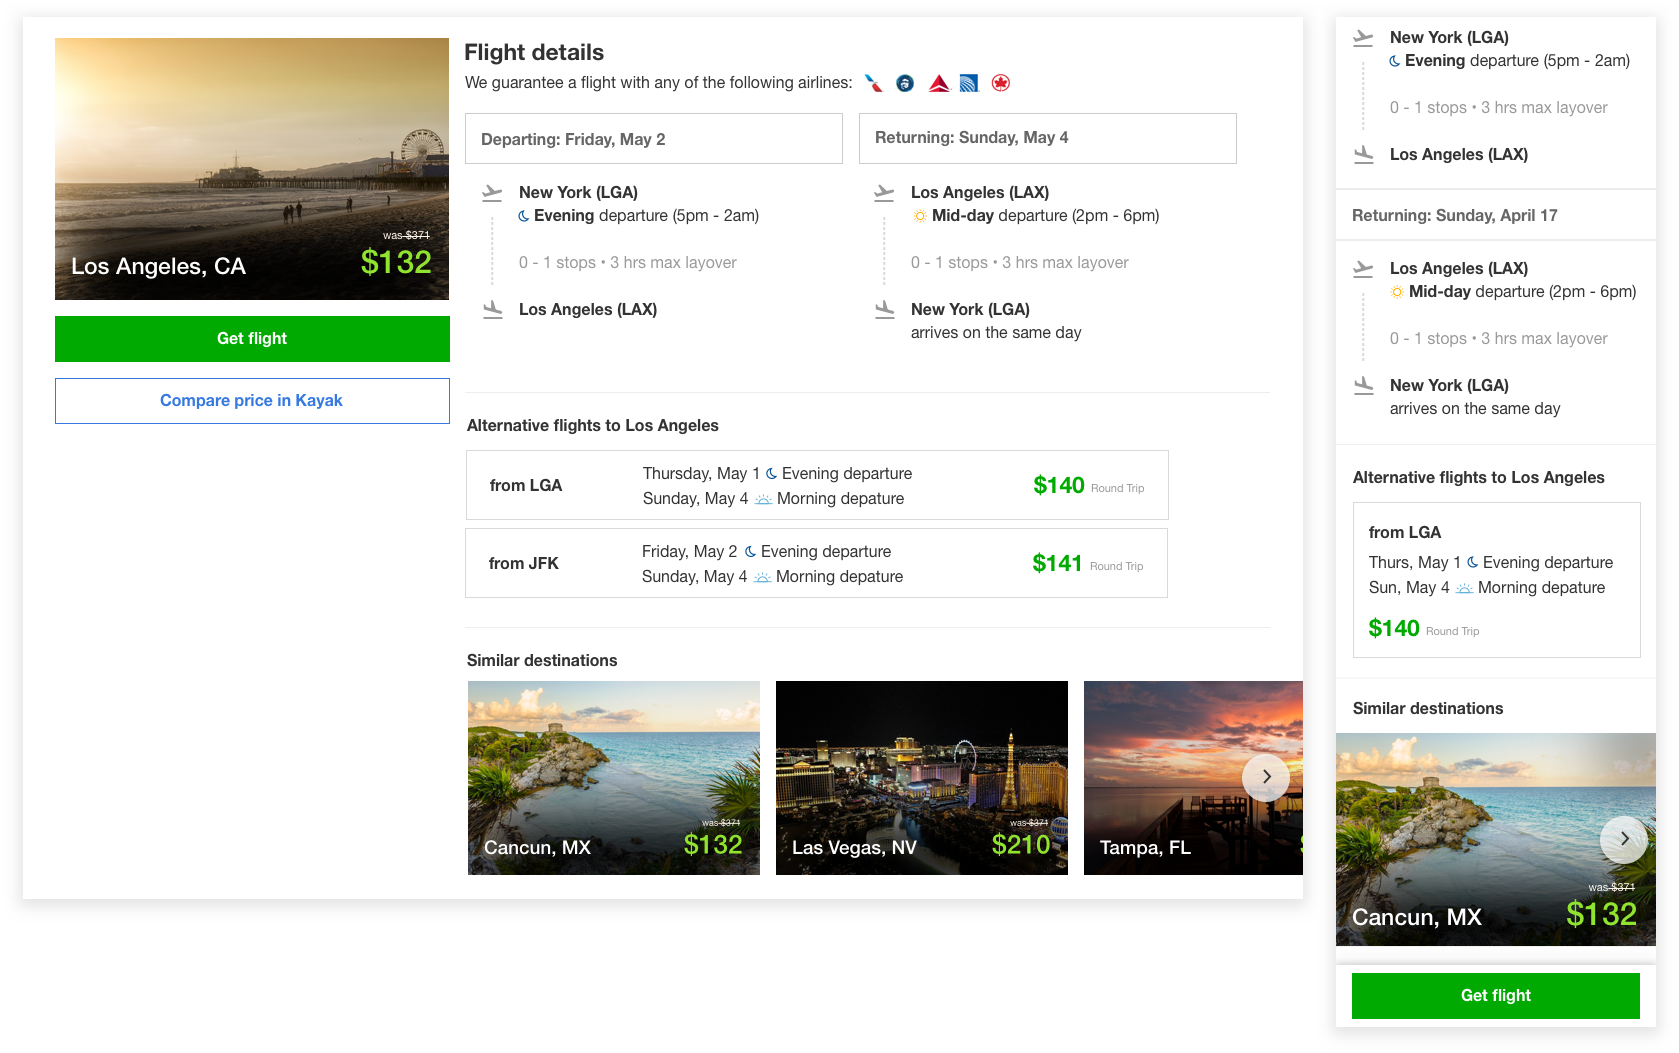 was $371
Los Angeles, CA $132
Get flight
Compare price in Kayak
Flight details
We guarantee a flight with any of the following airlines:
Departing: Friday, May 2
New York (LGA)
Evening departure (5pm - 2am)
0 - 1 stops • 3 hrs max layover
Los Angeles (LAX)
Returning: Sunday, May 4
Los Angeles (LAX)
Mid-day departure (2pm - 6pm)
0 - 1 stops • 3 hrs max layover
New York (LGA)
arrives on the same day
Alternative flights to Los Angeles
from LGA
Thursday, May 1 Evening departure
Sunday, May 4 Morning depature
$140 Round Trip
from JFK
Friday, May 2 Evening departure
Sunday, May 4 Morning depature
$141 Round Trip
Similar destinations
was $371
Cancun, MX $132
was $371
Las Vegas, NV $210
Tampa, FL
New York (LGA)
Evening departure (5pm - 2am)
0 - 1 stops • 3 hrs max layover
Los Angeles (LAX)
Returning: Sunday, April 17
Los Angeles (LAX)
Mid-day departure (2pm - 6pm)
0 - 1 stops • 3 hrs max layover
New York (LGA)
arrives on the same day
Alternative flights to Los Angeles
from LGA
Thurs, May 1 Evening departure
Sun, May 4 Morning depature
$140 Round Trip
Similar destinations
was $371
Cancun, MX $132
Get flight